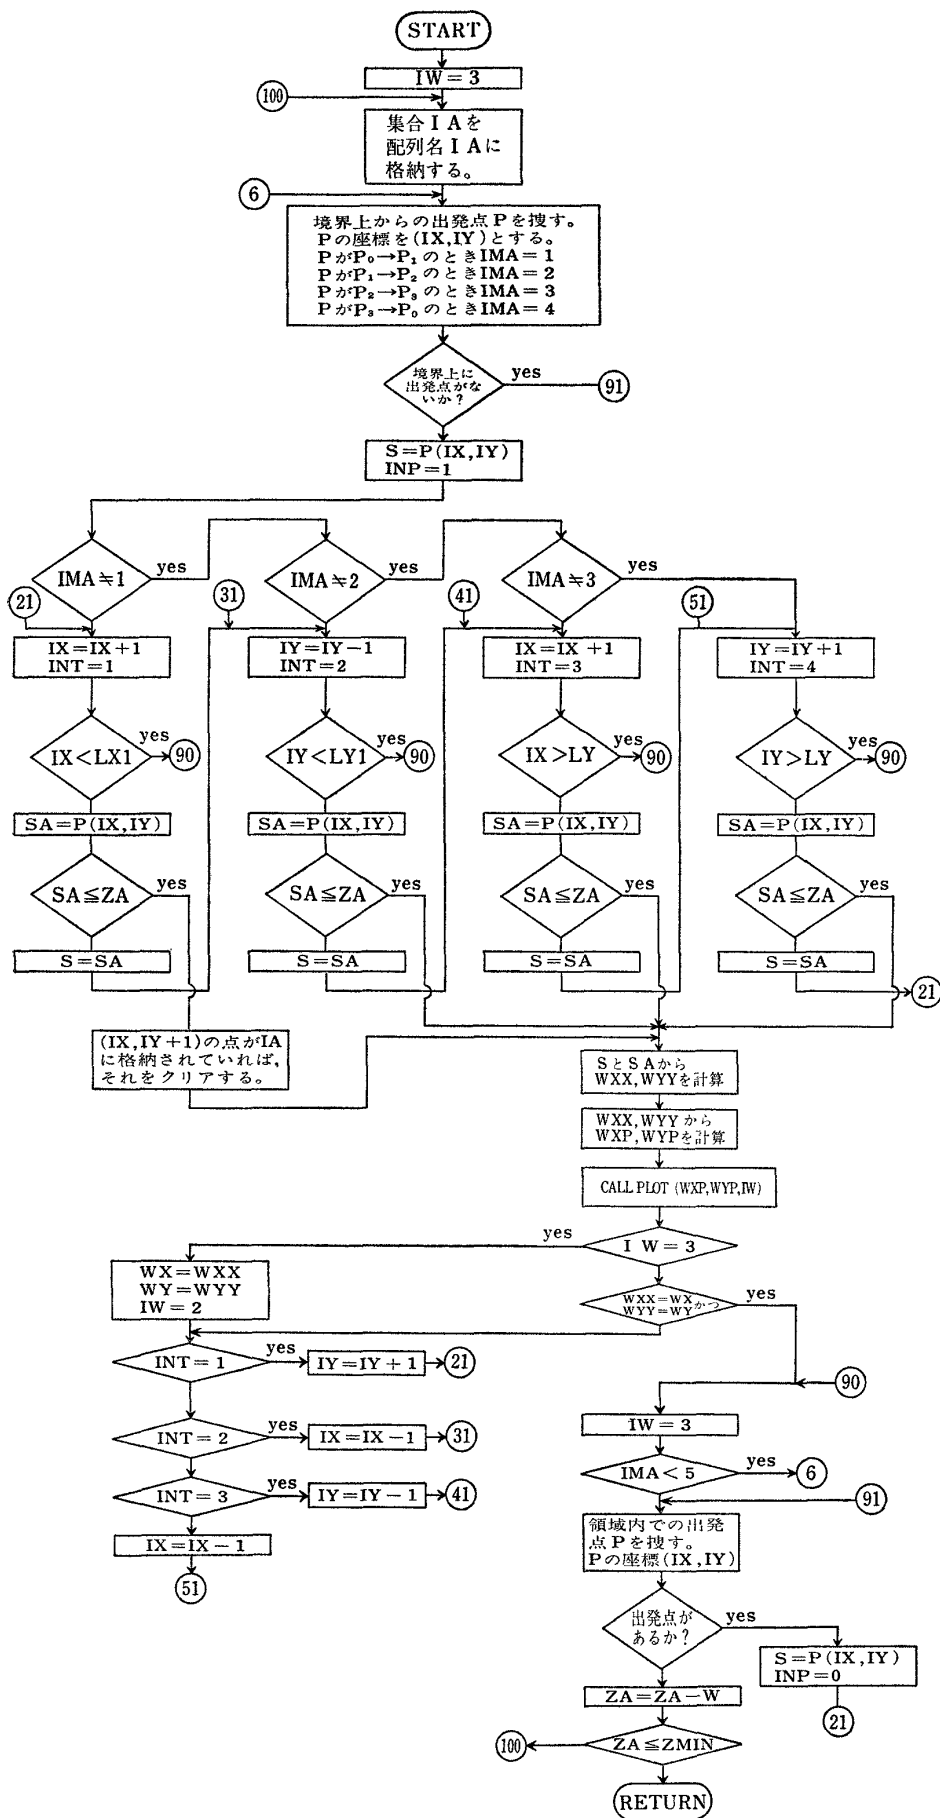 START
IW=3
100
集合IAを
配列名IAに
格納する。
6
境界上からの出発点Pを捜す。
Pの座標を(IX,IY)とする。
PがP₀→P₁のときIMA=1
PがP₁→P₂のときIMA=2
PがP₂→P₃のときIMA=3
PがP₃→P₀のときIMA=4
境界上に
出発点がな
いか?
yes
91
S=P(IX,IY)
INP=1
IMA≒1
yes
IMA≒2
yes
IMA≒3
yes
21
31
41
51
IX=IX+1
INT=1
IY=IY-1
INT=2
IX=IX+1
INT=3
IY=IY+1
INT=4
IX<LX1
yes
90
IY<LY1
yes
90
IX>LY
yes
90
IY>LY
yes
90
SA=P(IX,IY)
SA=P(IX,IY)
SA=P(IX,IY)
SA=P(IX,IY)
SA≦ZA
yes
SA≦ZA
yes
SA≦ZA
yes
SA≦ZA
yes
S=SA
S=SA
S=SA
S=SA
21
(IX,IY+1)の点がIA
に格納されていれば,
それをクリアする。
SとSAから
WXX,WYYを計算
WXX,WYYから
WXP,WYPを計算
CALL PLOT (WXP,WYP,IW)
IW=3
yes
WX=WXX
WY=WYY
IW=2
WXX=WXかつ
WYY=WY
yes
INT=1
yes
IY=IY+1
21
90
IW=3
INT=2
yes
IX=IX-1
31
IMA<5
yes
6
INT=3
yes
IY=IY-1
41
91
IX=IX-1
51
領域内での出発
点Pを捜す。
Pの座標(IX,IY)
出発点が
あるか?
yes
S=P(IX,IY)
INP=0
21
ZA=ZA-W
ZA≦ZMIN
100
RETURN